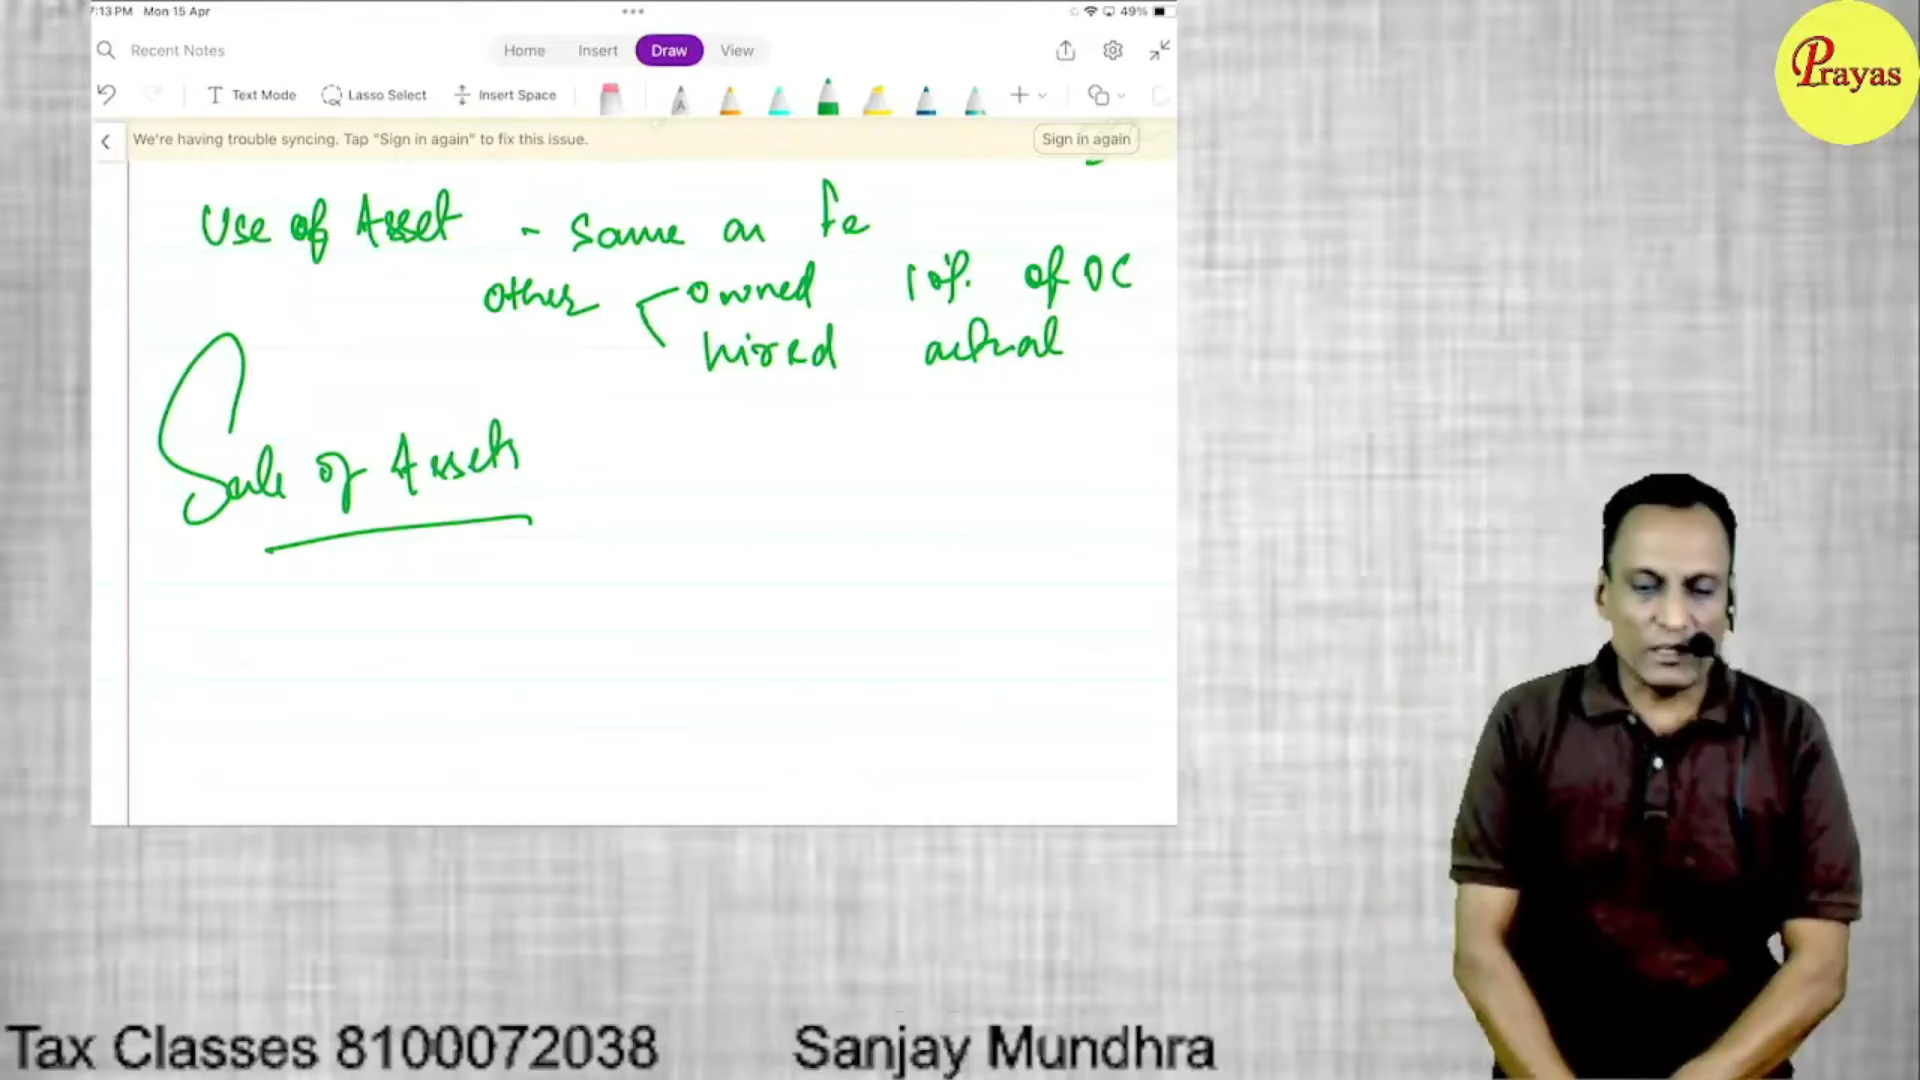 7:13 PM Mon 15 Apr
49%
Recent Notes
Home Insert Draw View
Text Mode Lasso Select Insert Space
We're having trouble syncing. Tap "Sign in again" to fix this issue.
Sign in again
Use of Asset - Same as
other owned 10% of OC
hired actual
Sale of Assets
Prayas
Tax Classes 8100072038 Sanjay Mundhra